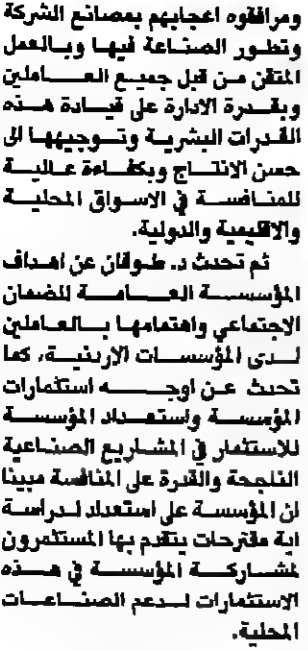 ومرافقوه اعجابهم بمصانع الشركة
وتطور الصناعة فيها وبالعمل
المتقن من قبل جميع العاملين
وبقدرة الادارة على قيادة هذه
القدرات البشرية وتوجيهها الى
حسن الانتاج وبكفاءة عالية
للمنافسة في الاسواق المحلية
والاقليمية والدولية.
ثم تحدث د. طوقان عن اهداف
المؤسسة العامة للضمان
الاجتماعي واهتمامها بالعاملين
لدى المؤسسات الاردنية، كما
تحدث عن اوجه استثمارات
المؤسسة واستعداد المؤسسة
للاستثمار في المشاريع الصناعية
الناجحة والقدرة على المنافسة مبينا
ان المؤسسة على استعداد لدراسة
اية مقترحات يتقدم بها المستثمرون
لمشاركة المؤسسة في هذه
الاستثمارات لدعم الصناعات
المحلية.